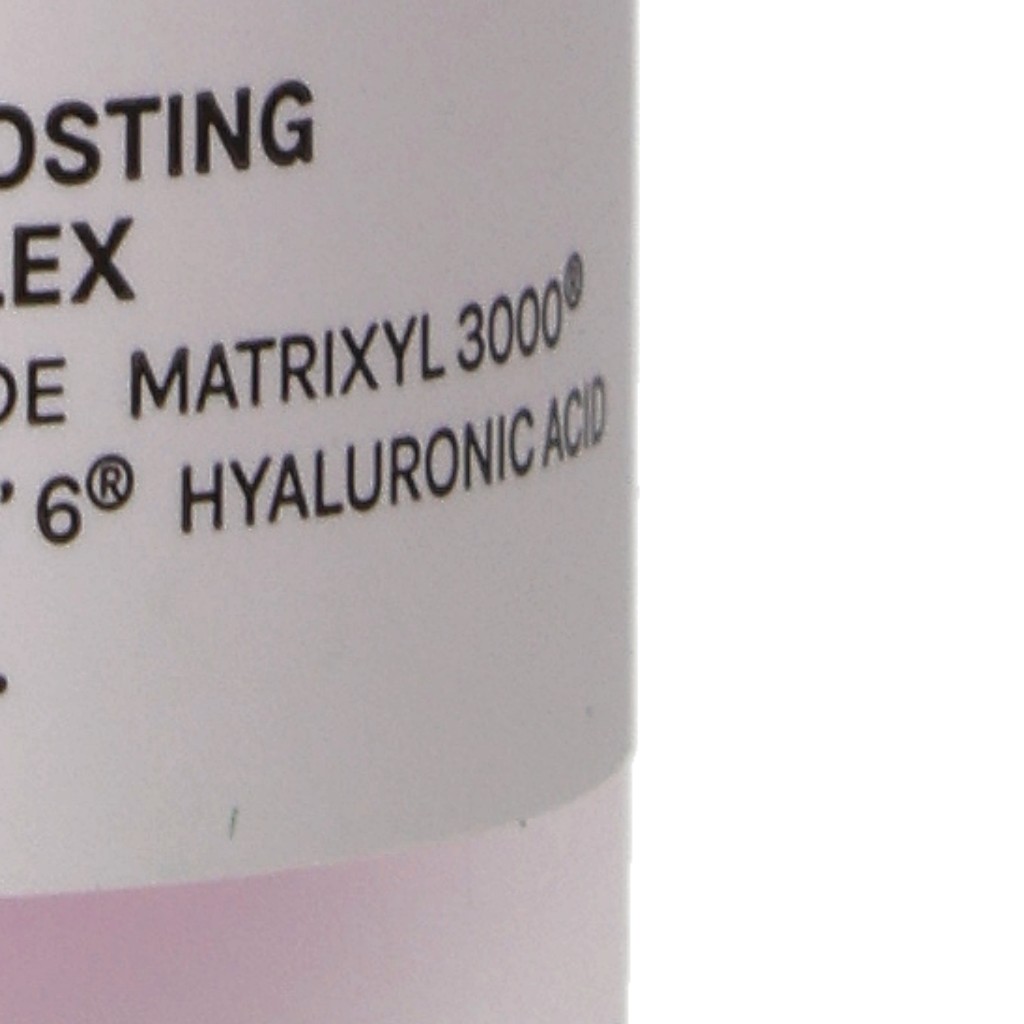 OSTING
LEX
DE MATRIXYL 3000®
' 6® HYALURONIC ACID
.